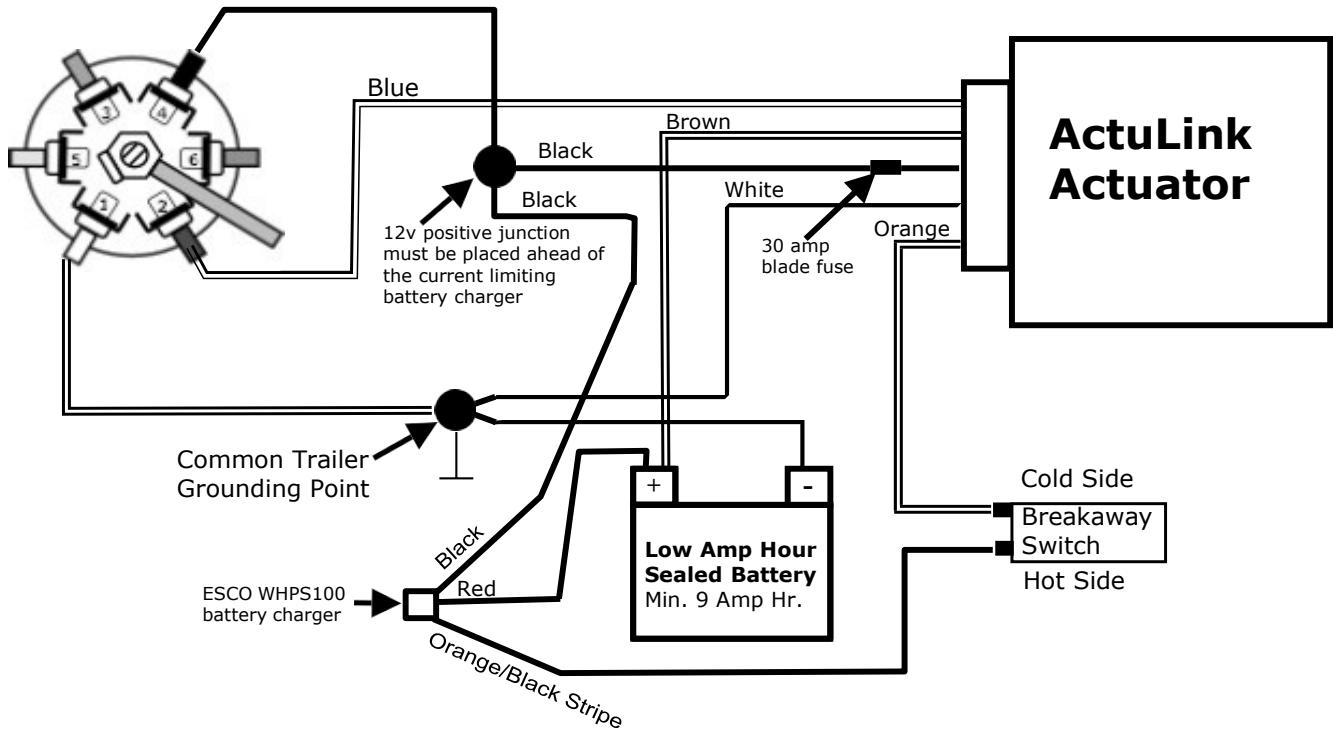 3
4
5
6
1
2
Blue
Brown
Black
White
Black
Orange
ActuLink
Actuator
12v positive junction
must be placed ahead of
the current limiting
battery charger
30 amp
blade fuse
Common Trailer
Grounding Point
+
-
Low Amp Hour
Sealed Battery
Min. 9 Amp Hr.
Cold Side
Breakaway
Switch
Hot Side
Black
Red
ESCO WHPS100
battery charger
Orange/Black Stripe